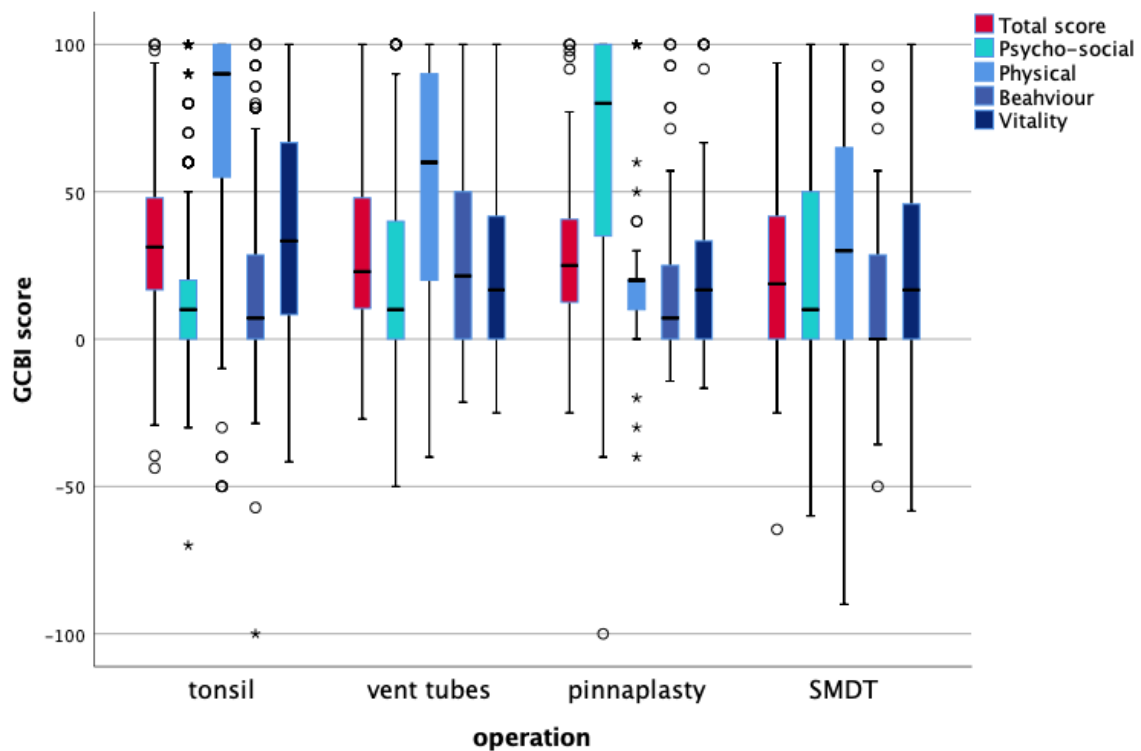 Total score
Psycho-social
Physical
Beahviour
Vitality
100
50
0
-50
-100
GCBI score
tonsil vent tubes pinnaplasty SMDT
operation